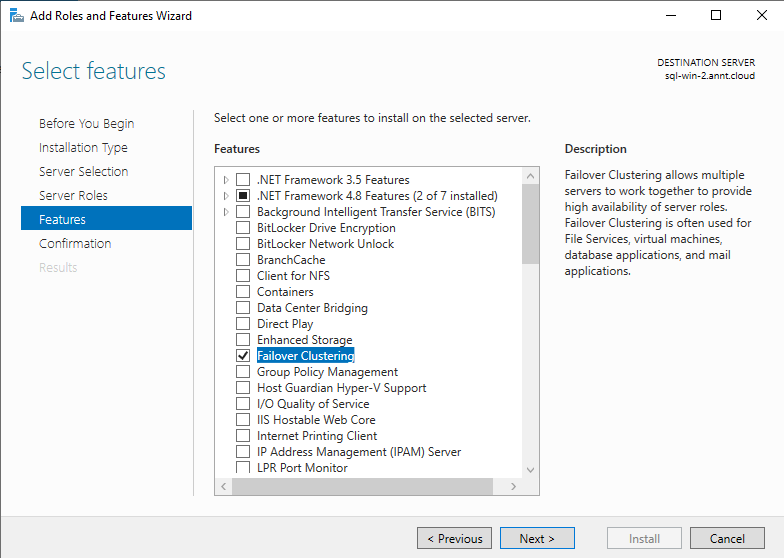 Add Roles and Features Wizard
Select features
DESTINATION SERVER
sql-win-2.annt.cloud
Before You Begin
Installation Type
Server Selection
Server Roles
Features
Confirmation
Results
Select one or more features to install on the selected server.
Features
.NET Framework 3.5 Features
.NET Framework 4.8 Features (2 of 7 installed)
Background Intelligent Transfer Service (BITS)
BitLocker Drive Encryption
BitLocker Network Unlock
BranchCache
Client for NFS
Containers
Data Center Bridging
Direct Play
Enhanced Storage
Failover Clustering
Group Policy Management
Host Guardian Hyper-V Support
I/O Quality of Service
IIS Hostable Web Core
Internet Printing Client
IP Address Management (IPAM) Server
LPR Port Monitor
Description
Failover Clustering allows multiple
servers to work together to provide
high availability of server roles.
Failover Clustering is often used for
File Services, virtual machines,
database applications, and mail
applications.
< Previous
Next >
Install
Cancel